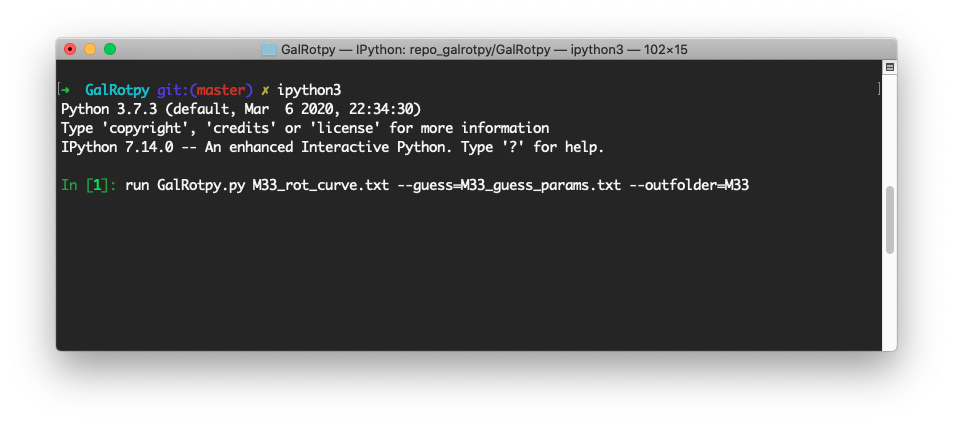 GalRotpy — IPython: repo_galrotpy/GalRotpy — ipython3 — 102×15
[➜  GalRotpy git:(master) ✗ ipython3 ]
Python 3.7.3 (default, Mar  6 2020, 22:34:30)
Type 'copyright', 'credits' or 'license' for more information
IPython 7.14.0 -- An enhanced Interactive Python. Type '?' for help.
In [1]: run GalRotpy.py M33_rot_curve.txt --guess=M33_guess_params.txt --outfolder=M33